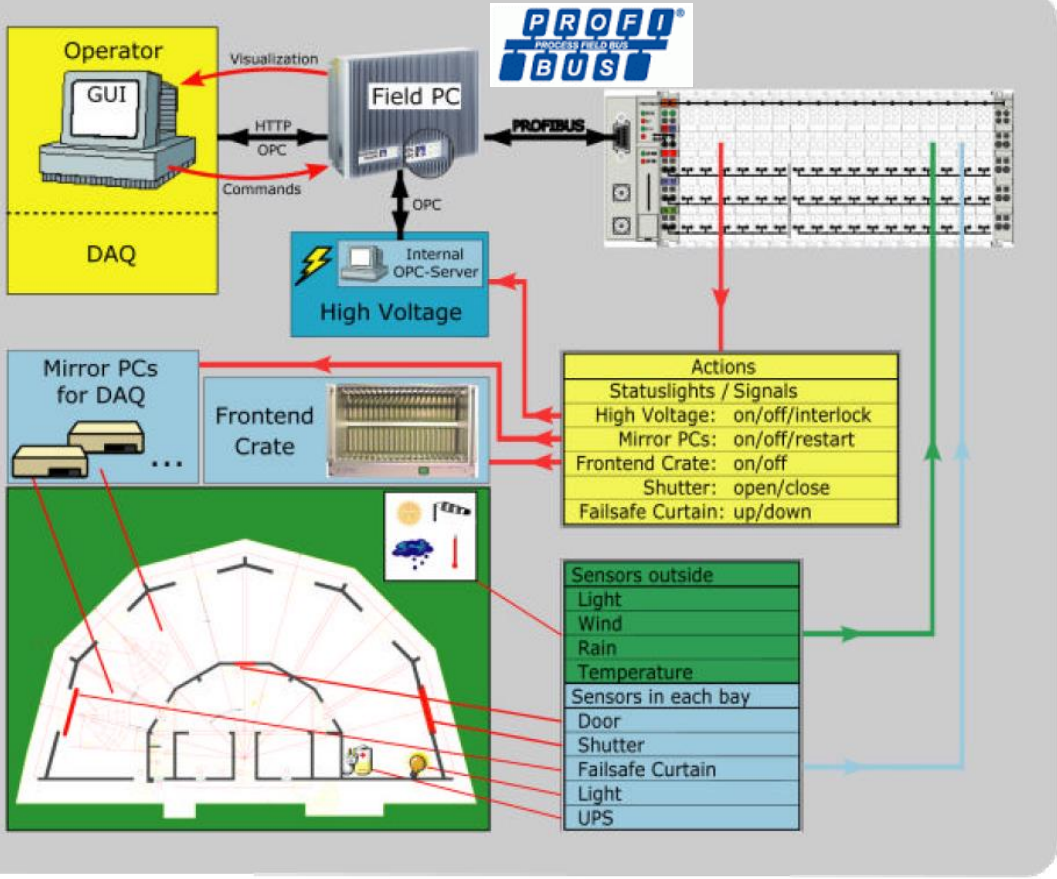 PROFI®
PROCESS FIELD BUS
BUS
Operator
GUI
Visualization
HTTP
OPC
Commands
DAQ
Field PC
PROFIBUS
OPC
Internal
OPC-Server
High Voltage
Mirror PCs
for DAQ
...
Frontend
Crate
Actions
Statuslights / Signals
High Voltage: on/off/interlock
Mirror PCs: on/off/restart
Frontend Crate: on/off
Shutter: open/close
Failsafe Curtain: up/down
Sensors outside
Light
Wind
Rain
Temperature
Sensors in each bay
Door
Shutter
Failsafe Curtain
Light
UPS